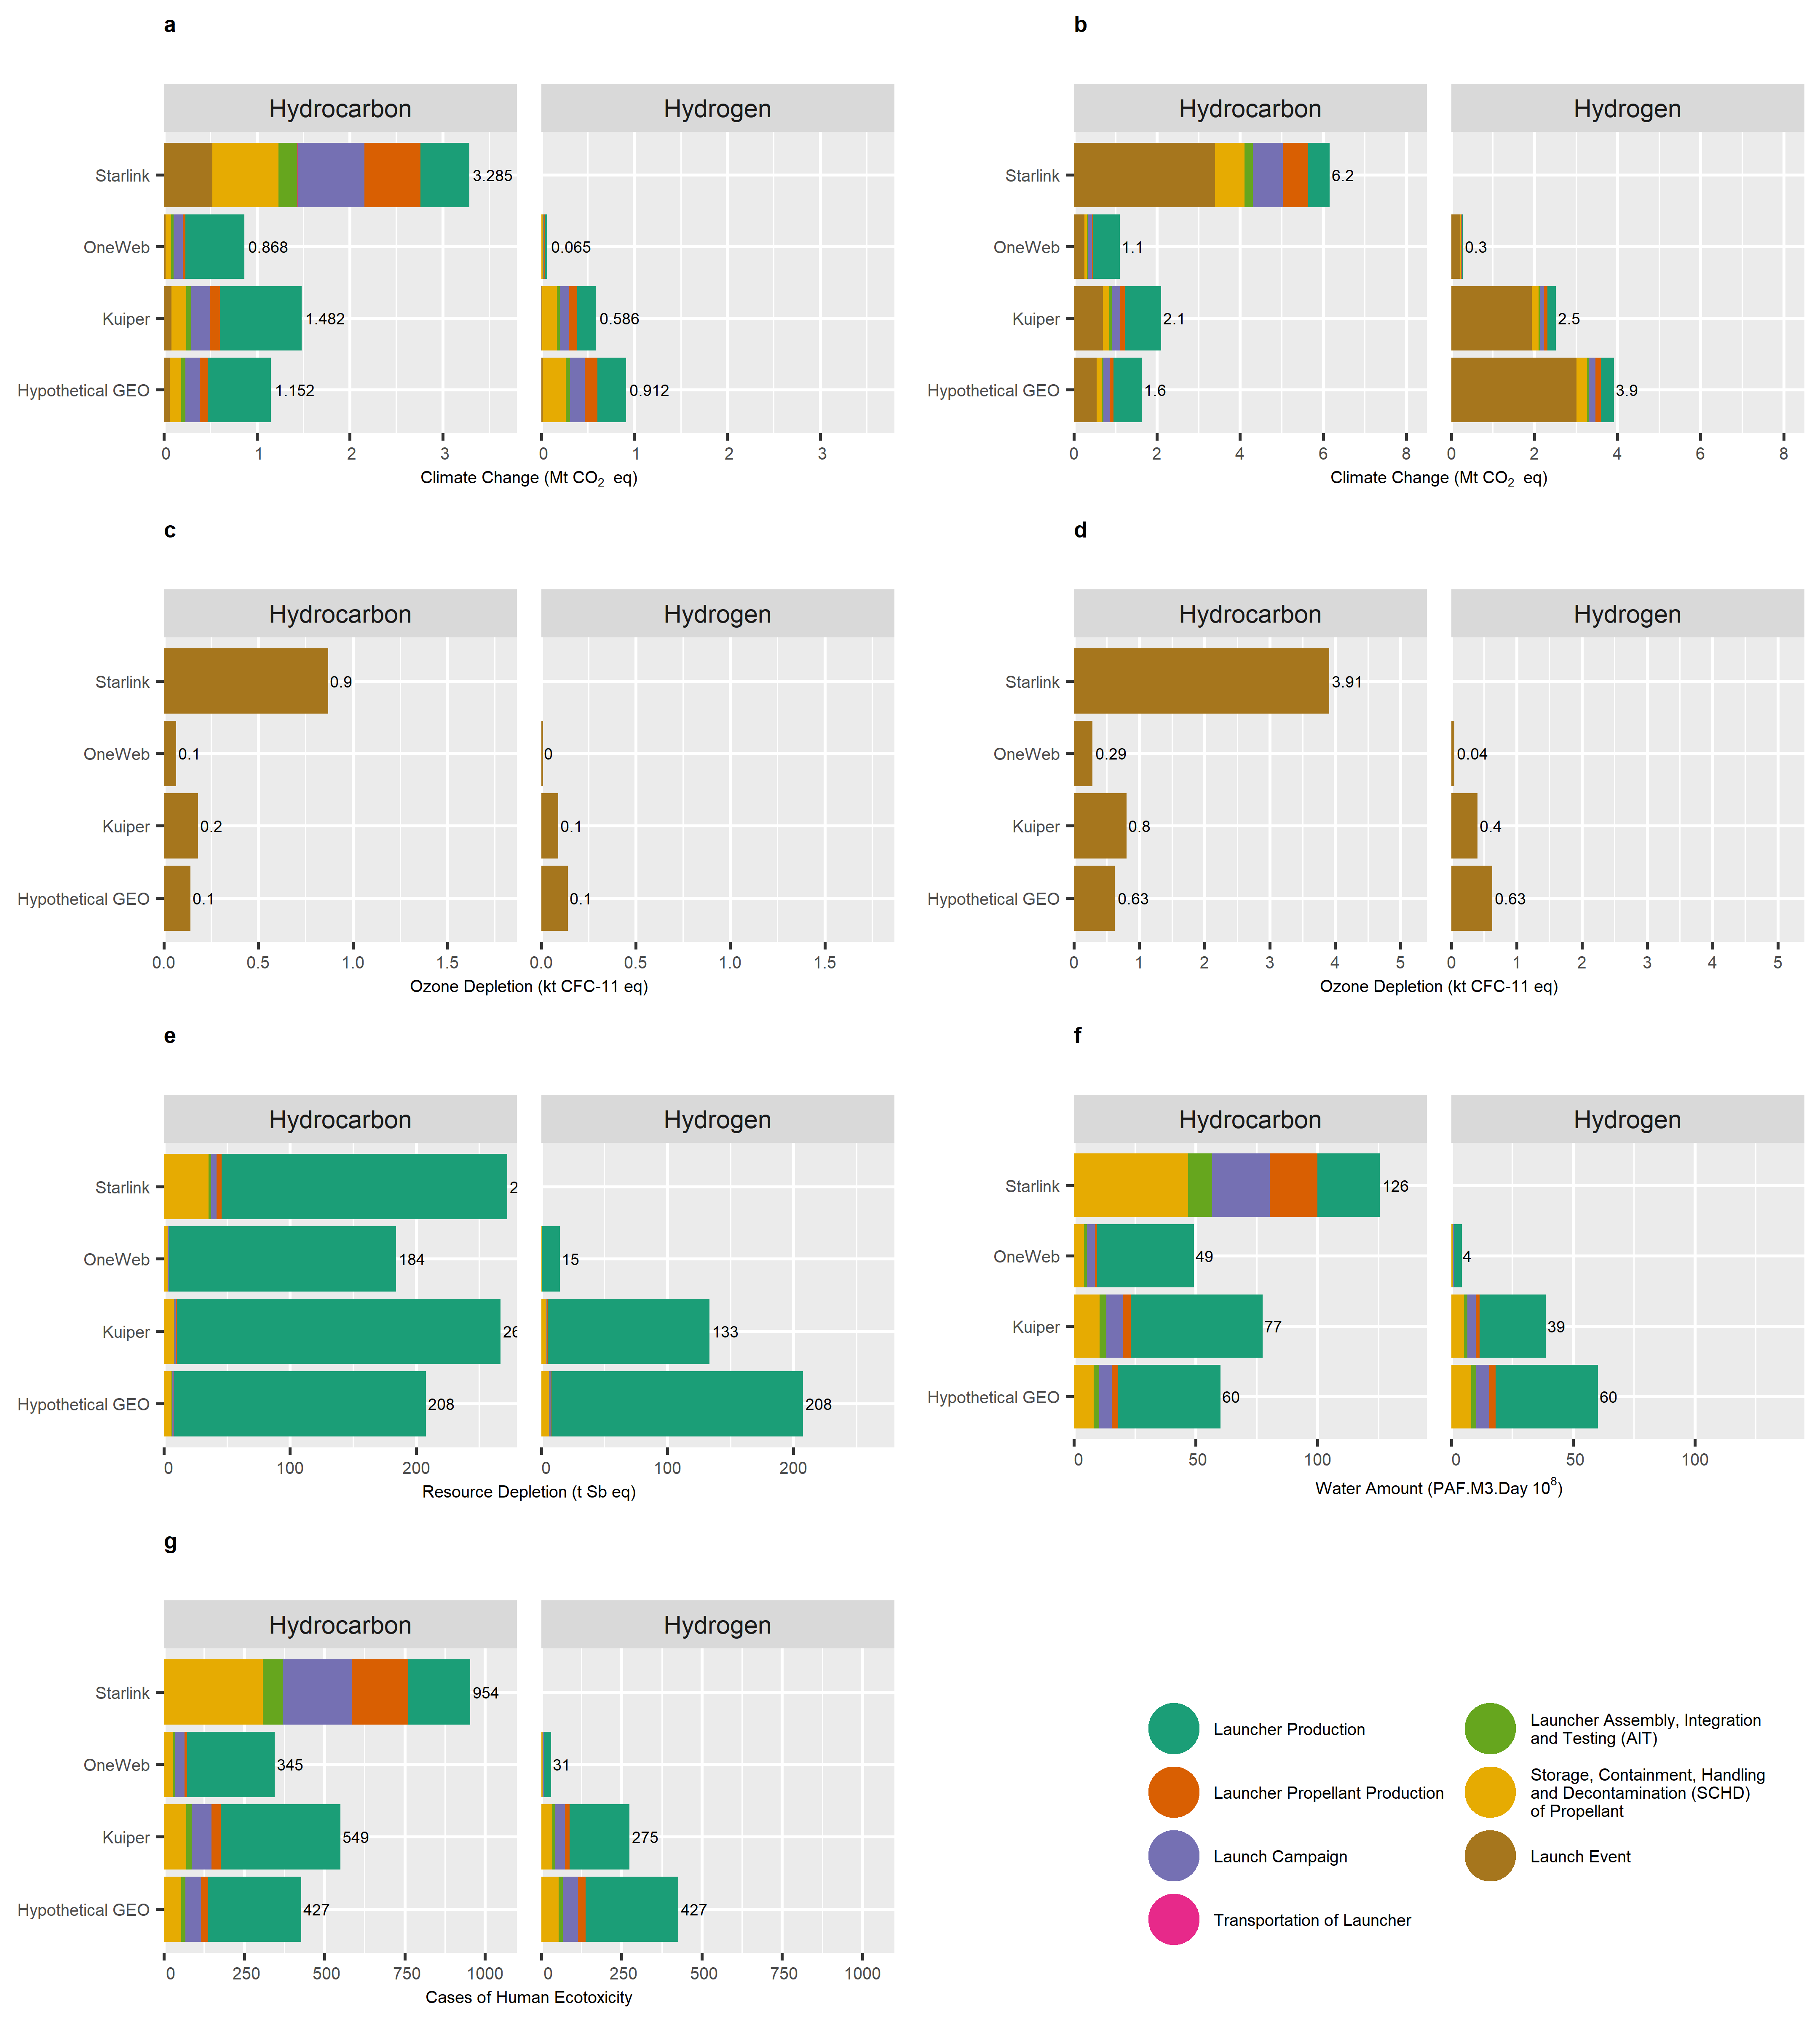 a
Hydrocarbon
Hydrogen
Starlink
3.285
OneWeb
0.868
0.065
Kuiper
1.482
0.586
Hypothetical GEO
1.152
0.912
0 1 2 3
0 1 2 3
Climate Change (Mt CO₂ eq)
b
Hydrocarbon
Hydrogen
Starlink
6.2
OneWeb
1.1
0.3
Kuiper
2.1
2.5
Hypothetical GEO
1.6
3.9
0 2 4 6 8
0 2 4 6 8
Climate Change (Mt CO₂ eq)
c
Hydrocarbon
Hydrogen
Starlink
0.9
OneWeb
0.1
0
Kuiper
0.2
0.1
Hypothetical GEO
0.1
0.1
0.0 0.5 1.0 1.5
0.0 0.5 1.0 1.5
Ozone Depletion (kt CFC-11 eq)
d
Hydrocarbon
Hydrogen
Starlink
3.91
OneWeb
0.29
0.04
Kuiper
0.8
0.4
Hypothetical GEO
0.63
0.63
0 1 2 3 4 5
0 1 2 3 4 5
Ozone Depletion (kt CFC-11 eq)
e
Hydrocarbon
Hydrogen
Starlink
2
OneWeb
184
15
Kuiper
26
133
Hypothetical GEO
208
208
0 100 200
0 100 200
Resource Depletion (t Sb eq)
f
Hydrocarbon
Hydrogen
Starlink
126
OneWeb
49
4
Kuiper
77
39
Hypothetical GEO
60
60
0 50 100
0 50 100
Water Amount (PAF.M3.Day 10⁸)
g
Hydrocarbon
Hydrogen
Starlink
954
OneWeb
345
31
Kuiper
549
275
Hypothetical GEO
427
427
0 250 500 750 1000
0 250 500 750 1000
Cases of Human Ecotoxicity
Launcher Production
Launcher Propellant Production
Launch Campaign
Transportation of Launcher
Launcher Assembly, Integration
and Testing (AIT)
Storage, Containment, Handling
and Decontamination (SCHD)
of Propellant
Launch Event